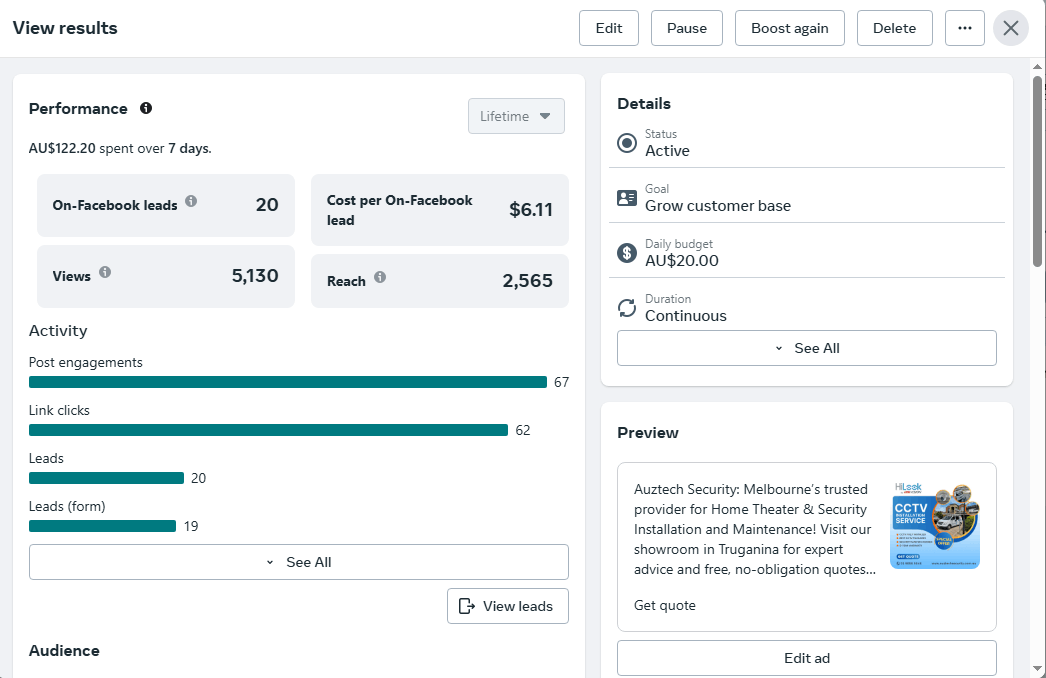 View results
Edit
Pause
Boost again
Delete
Performance
Lifetime
AU$122.20 spent over 7 days.
On-Facebook leads
20
Cost per On-Facebook
lead
$6.11
Views
5,130
Reach
2,565
Activity
Post engagements
67
Link clicks
62
Leads
20
Leads (form)
19
See All
View leads
Audience
Details
Status
Active
Goal
Grow customer base
Daily budget
AU$20.00
Duration
Continuous
See All
Preview
Auztech Security: Melbourne’s trusted
provider for Home Theater & Security
Installation and Maintenance! Visit our
showroom in Truganina for expert
advice and free, no-obligation quotes...
HiLook
CCTV
INSTALLATION
SERVICE
SPECIAL
OFFER
GET QUOTE
Get quote
Edit ad